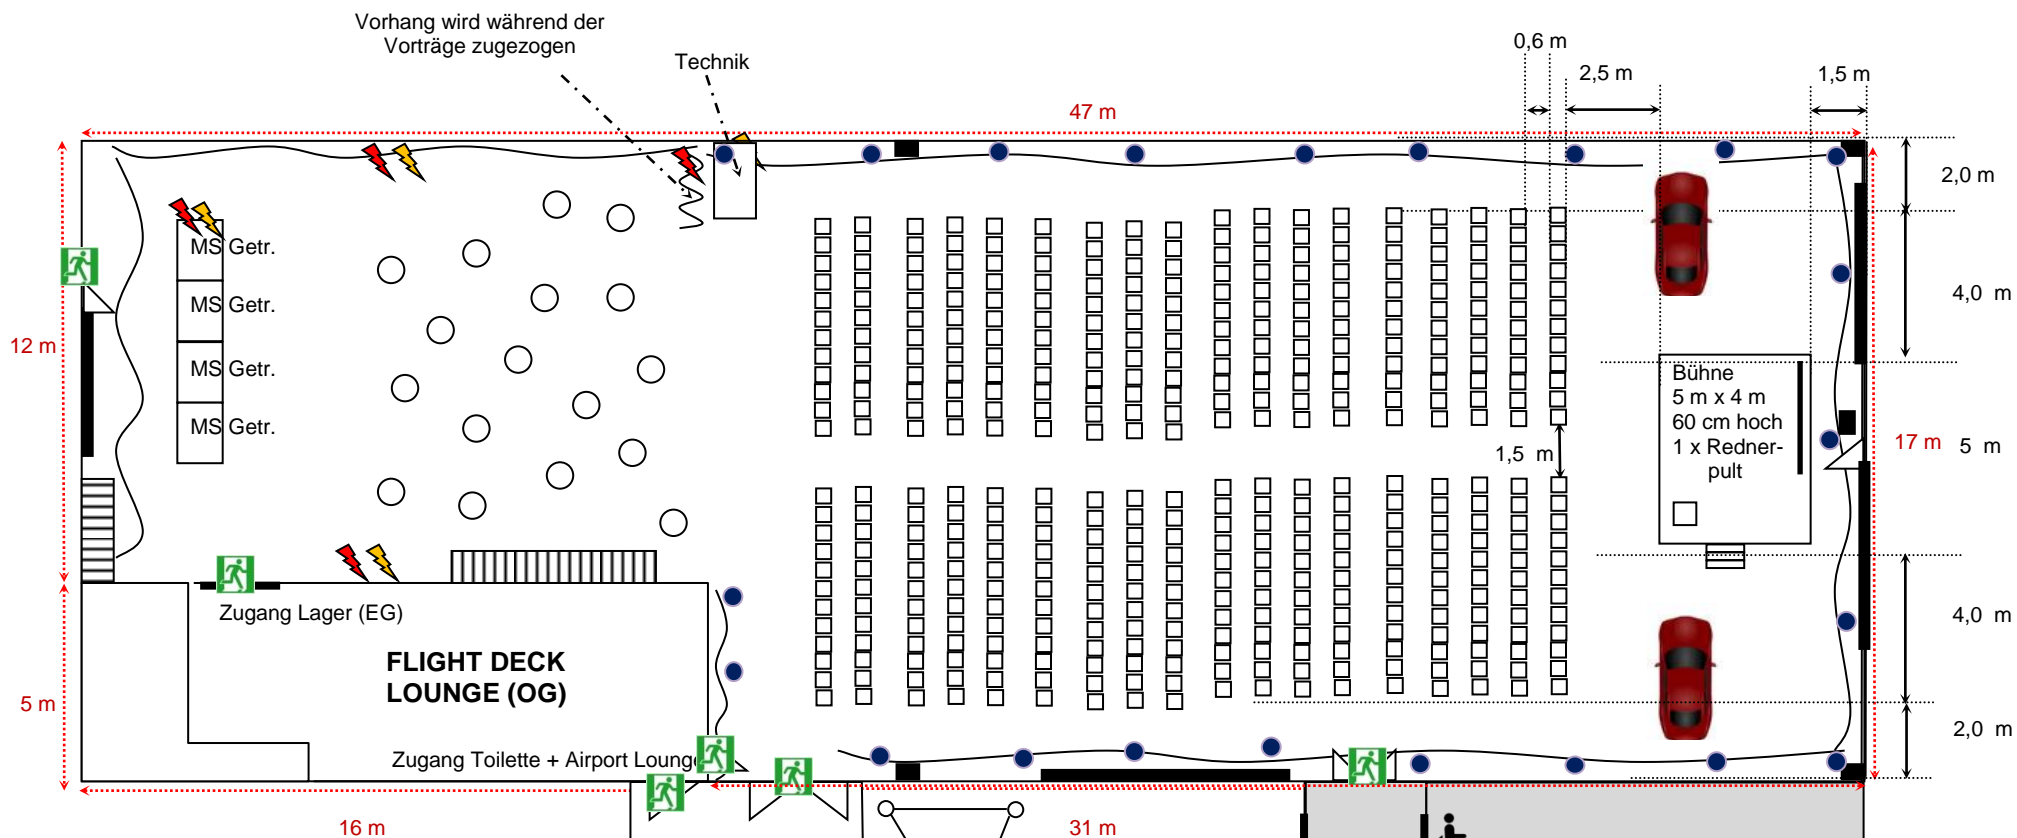 Vorhang wird während der
Vorträge zugezogen
Technik
0,6 m
2,5 m
1,5 m
47 m
2,0 m
MS Getr.
MS Getr.
MS Getr.
MS Getr.
12 m
4,0 m
Bühne
5 m x 4 m
60 cm hoch
1 x Redner-
pult
1,5 m
17 m
5 m
Zugang Lager (EG)
FLIGHT DECK
LOUNGE (OG)
4,0 m
5 m
2,0 m
Zugang Toilette + Airport Lounge
16 m
31 m